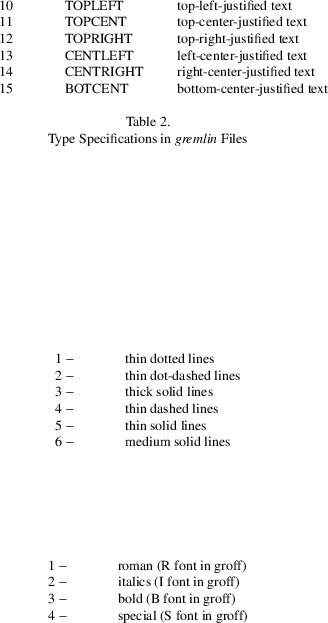 10 TOPLEFT top-left-justified text
11 TOPCENT top-center-justified text
12 TOPRIGHT top-right-justified text
13 CENTLEFT left-center-justified text
14 CENTRIGHT right-center-justified text
15 BOTCENT bottom-center-justified text
Table 2.
Type Specifications in gremlin Files
1 – thin dotted lines
2 – thin dot-dashed lines
3 – thick solid lines
4 – thin dashed lines
5 – thin solid lines
6 – medium solid lines
1 – roman (R font in groff)
2 – italics (I font in groff)
3 – bold (B font in groff)
4 – special (S font in groff)